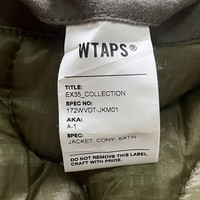 WTAPS®
TITLE:
EX35_COLLECTION
SPEC NO:
172WVDT-JKM01
AKA:
A-1
SPEC:
JACKET. CONY. SATIN
DO NOT REMOVE THIS LABEL.
CRAFT WITH PRIDE.